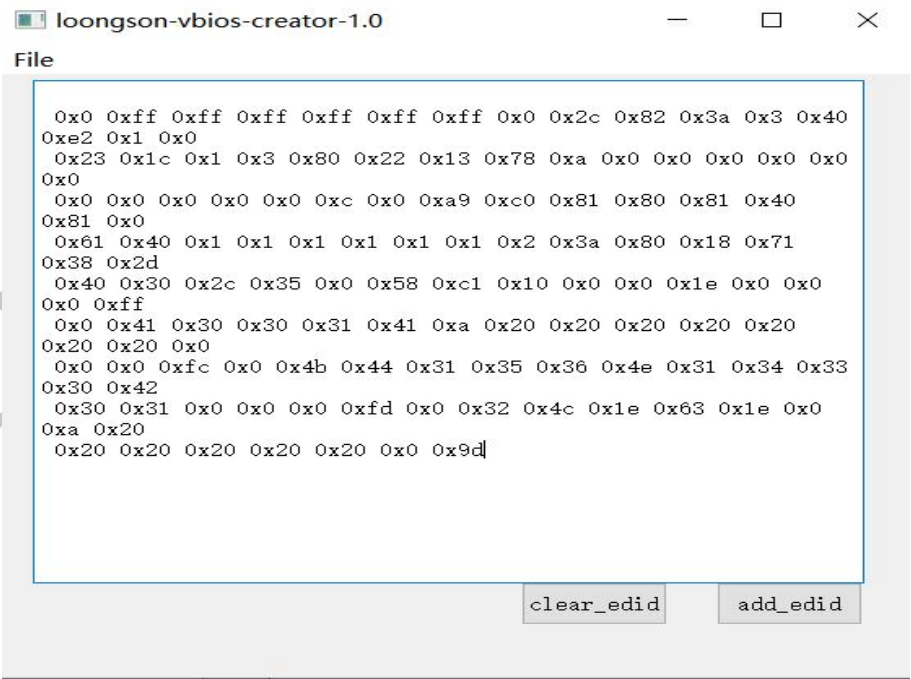 loongson-vbios-creator-1.0
File
0x0 0xff 0xff 0xff 0xff 0xff 0xff 0x0 0x2c 0x82 0x3a 0x3 0x40
0xe2 0x1 0x0
0x23 0x1c 0x1 0x3 0x80 0x22 0x13 0x78 0xa 0x0 0x0 0x0 0x0 0x0
0x0
0x0 0x0 0x0 0x0 0x0 0xc 0x0 0xa9 0xc0 0x81 0x80 0x81 0x40
0x81 0x0
0x61 0x40 0x1 0x1 0x1 0x1 0x1 0x1 0x2 0x3a 0x80 0x18 0x71
0x38 0x2d
0x40 0x30 0x2c 0x35 0x0 0x58 0xc1 0x10 0x0 0x0 0x1e 0x0 0x0
0x0 0xff
0x0 0x41 0x30 0x30 0x31 0x41 0xa 0x20 0x20 0x20 0x20 0x20
0x20 0x20 0x0
0x0 0x0 0xfc 0x0 0x4b 0x44 0x31 0x35 0x36 0x4e 0x31 0x34 0x33
0x30 0x42
0x30 0x31 0x0 0x0 0x0 0xfd 0x0 0x32 0x4c 0x1e 0x63 0x1e 0x0
0xa 0x20
0x20 0x20 0x20 0x20 0x20 0x0 0x9d
clear_edid add_edid